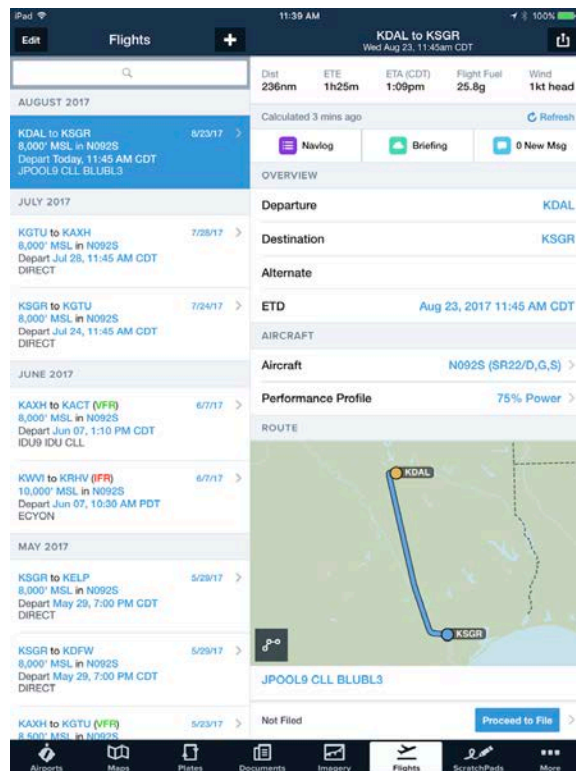 iPad
11:39 AM
100%
Edit
Flights
+
AUGUST 2017
KDAL to KSGR 8/23/17
8,000' MSL in N092S
Depart Today, 11:45 AM CDT
JPOOL9 CLL BLUBL3
JULY 2017
KGTU to KAXH 7/28/17
8,000' MSL in N092S
Depart Jul 28, 11:45 AM CDT
DIRECT
KSGR to KGTU 7/24/17
8,000' MSL in N092S
Depart Jul 24, 11:45 AM CDT
DIRECT
JUNE 2017
KAXH to KACT (VFR) 6/7/17
8,000' MSL in N092S
Depart Jun 07, 1:10 PM CDT
IDU9 IDU CLL
KWVI to KRHV (IFR) 6/7/17
10,000' MSL in N092S
Depart Jun 07, 10:30 AM PDT
ECYON
MAY 2017
KSGR to KELP 5/29/17
8,000' MSL in N092S
Depart May 29, 7:00 PM CDT
DIRECT
KSGR to KDFW 5/29/17
8,000' MSL in N092S
Depart May 29, 7:00 PM CDT
DIRECT
KAXH to KGTU (VFR) 5/23/17
8,500' MSL in N092S
KDAL to KSGR
Wed Aug 23, 11:45am CDT
Dist ETE ETA (CDT) Flight Fuel Wind
236nm 1h25m 1:09pm 25.8g 1kt head
Calculated 3 mins ago Refresh
Navlog Briefing 0 New Msg
OVERVIEW
Departure KDAL
Destination KSGR
Alternate
ETD Aug 23, 2017 11:45 AM CDT
AIRCRAFT
Aircraft N092S (SR22/D,G,S)
Performance Profile 75% Power
ROUTE
KDAL
KSGR
JPOOL9 CLL BLUBL3
Not Filed Proceed to File
Airports Maps Plates Documents Imagery Flights ScratchPads More